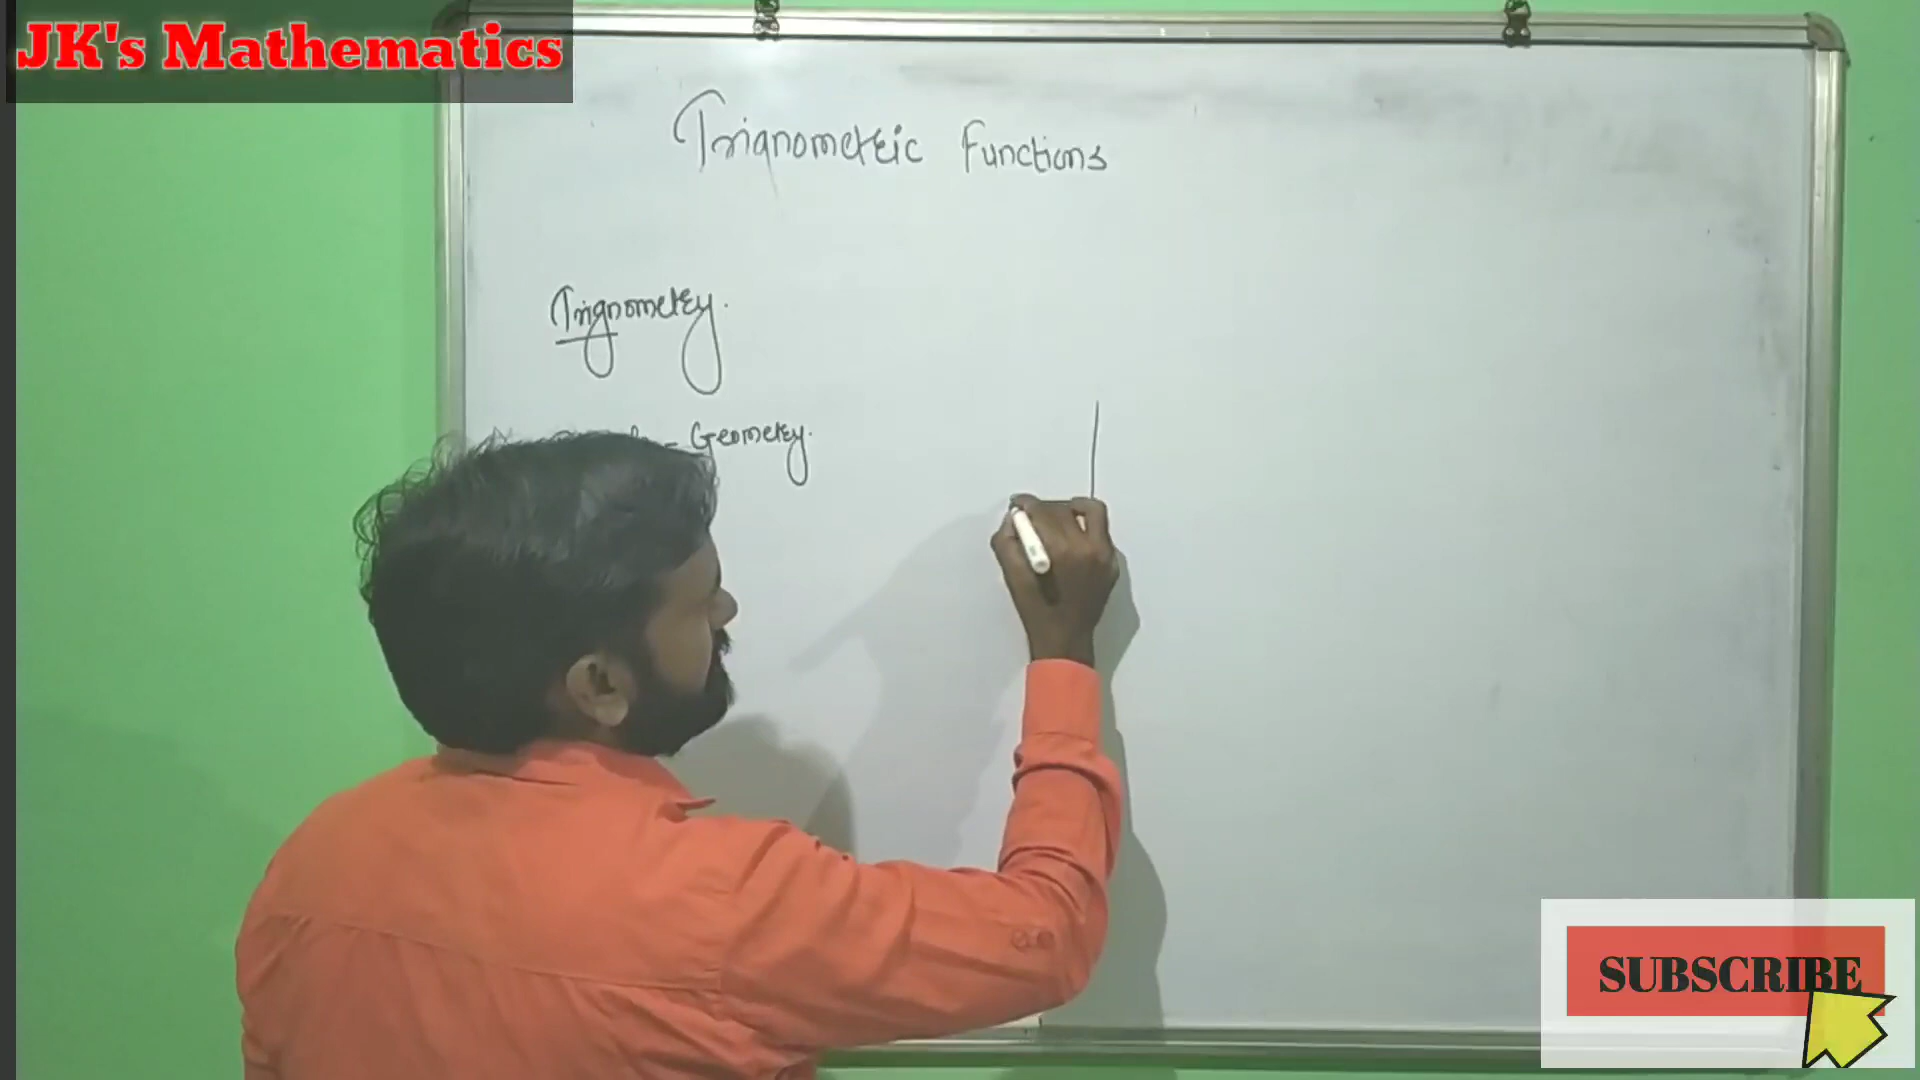 JK's Mathematics
Trignometric Functions
Trignometry.
- Geometry.
SUBSCRIBE